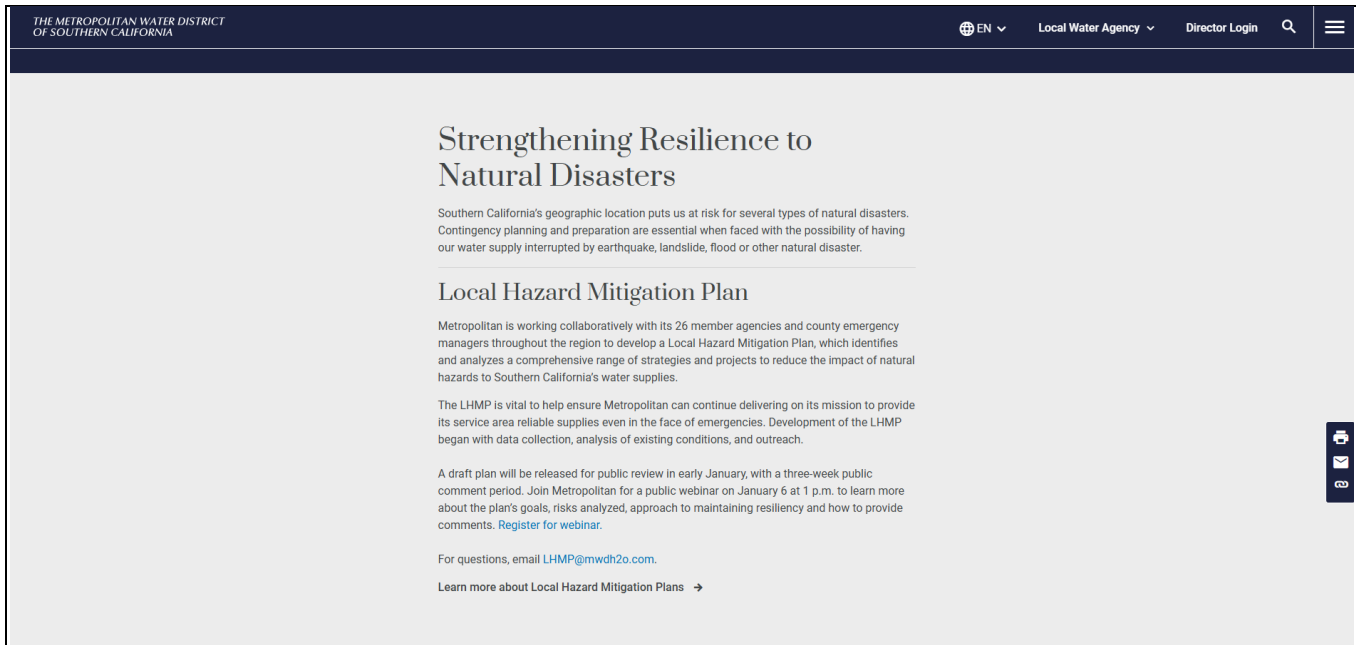 THE METROPOLITAN WATER DISTRICT
OF SOUTHERN CALIFORNIA
EN
Local Water Agency
Director Login
Strengthening Resilience to
Natural Disasters
Southern California's geographic location puts us at risk for several types of natural disasters.
Contingency planning and preparation are essential when faced with the possibility of having
our water supply interrupted by earthquake, landslide, flood or other natural disaster.
Local Hazard Mitigation Plan
Metropolitan is working collaboratively with its 26 member agencies and county emergency
managers throughout the region to develop a Local Hazard Mitigation Plan, which identifies
and analyzes a comprehensive range of strategies and projects to reduce the impact of natural
hazards to Southern California's water supplies.
The LHMP is vital to help ensure Metropolitan can continue delivering on its mission to provide
its service area reliable supplies even in the face of emergencies. Development of the LHMP
began with data collection, analysis of existing conditions, and outreach.
A draft plan will be released for public review in early January, with a three-week public
comment period. Join Metropolitan for a public webinar on January 6 at 1 p.m. to learn more
about the plan's goals, risks analyzed, approach to maintaining resiliency and how to provide
comments. Register for webinar.
For questions, email LHMP@mwdh2o.com.
Learn more about Local Hazard Mitigation Plans →